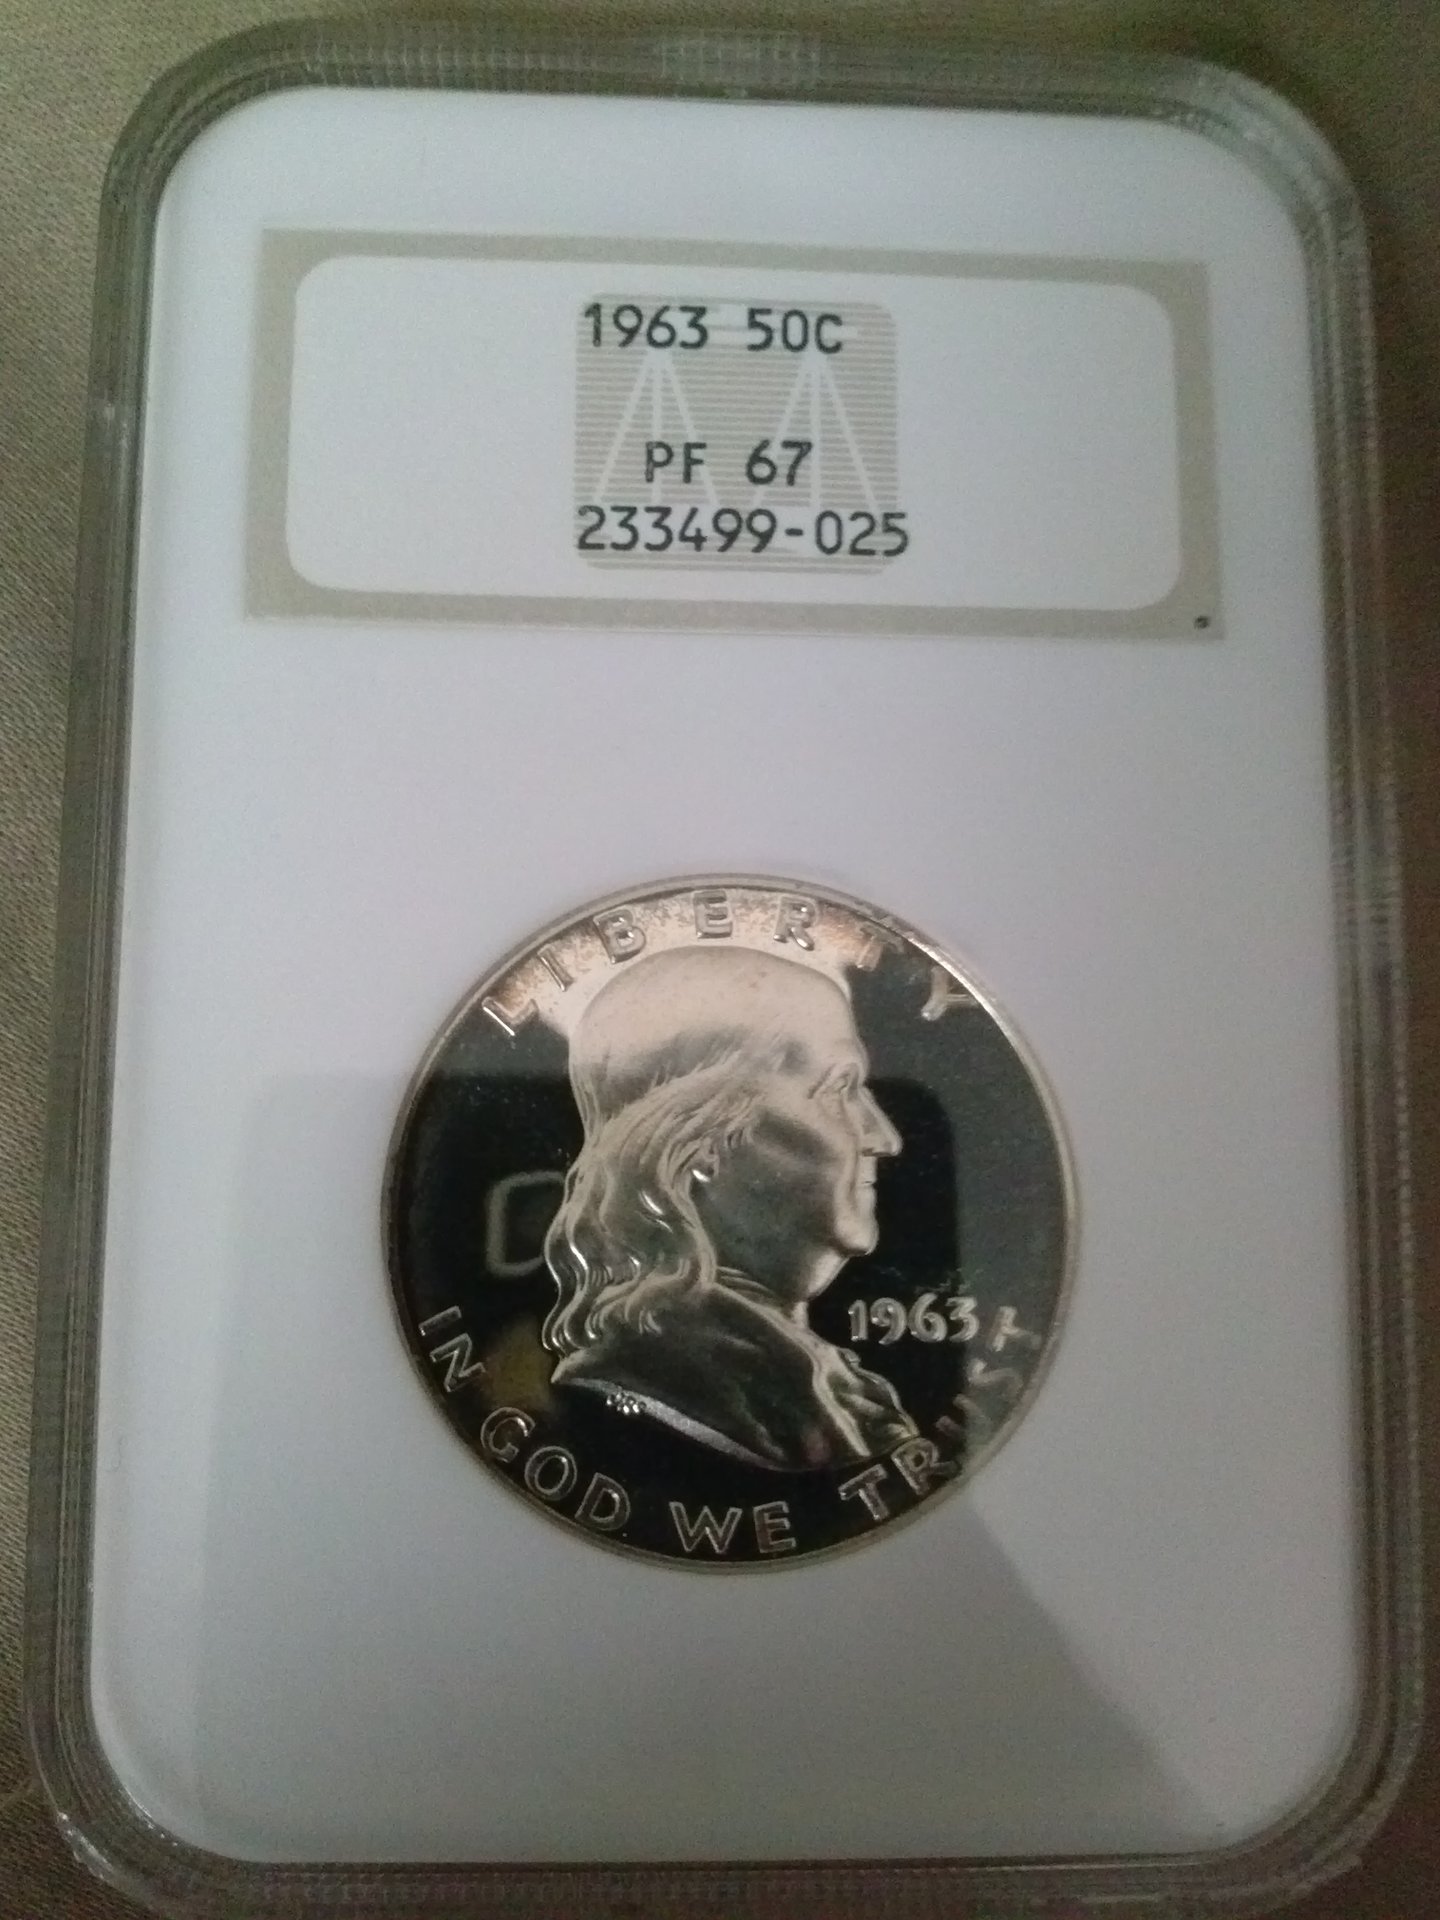 1963 50C
PF 67
233499-025
LIBERTY
1963
IN GOD WE TRUST